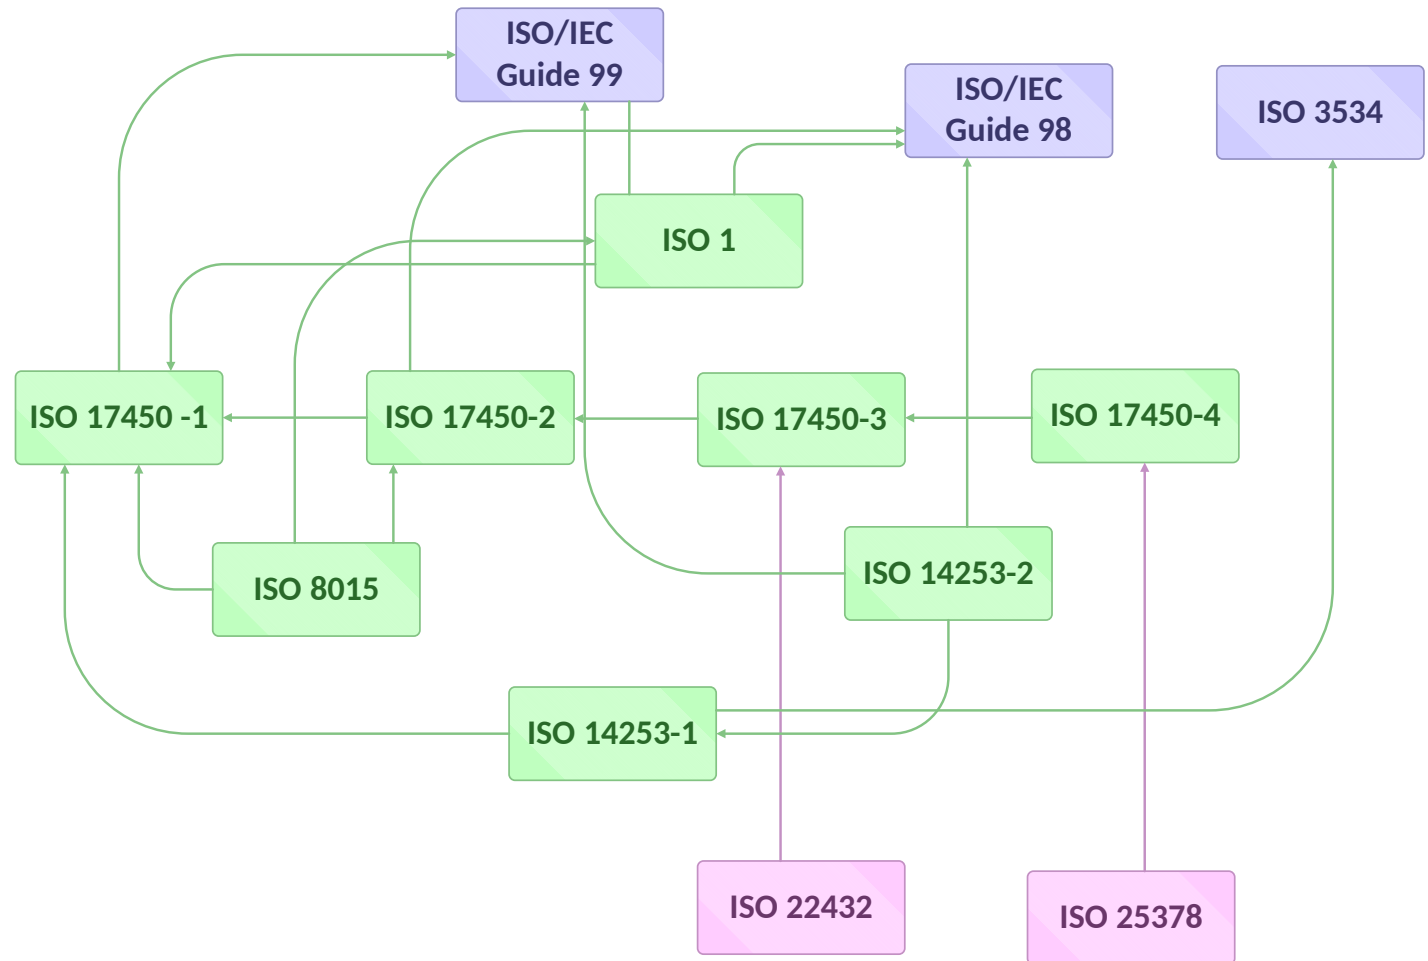 ISO/IEC
Guide 99
ISO/IEC
Guide 98
ISO 3534
ISO 1
ISO 17450 -1
ISO 17450-2
ISO 17450-3
ISO 17450-4
ISO 8015
ISO 14253-2
ISO 14253-1
ISO 22432
ISO 25378